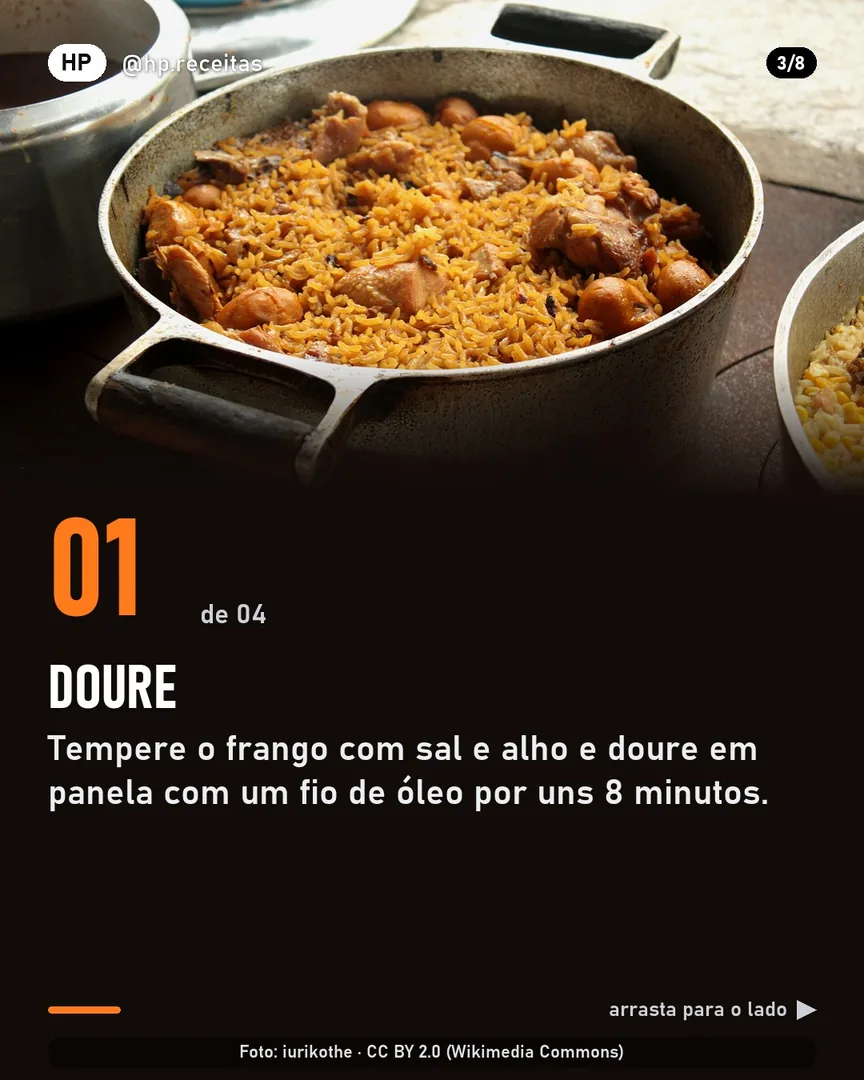 HP @hp.receitas 3/8
01
de 04
DOURE
Tempere o frango com sal e alho e doure em
panela com um fio de óleo por uns 8 minutos.
arrasta para o lado ▶
Foto: iurikothe · CC BY 2.0 (Wikimedia Commons)